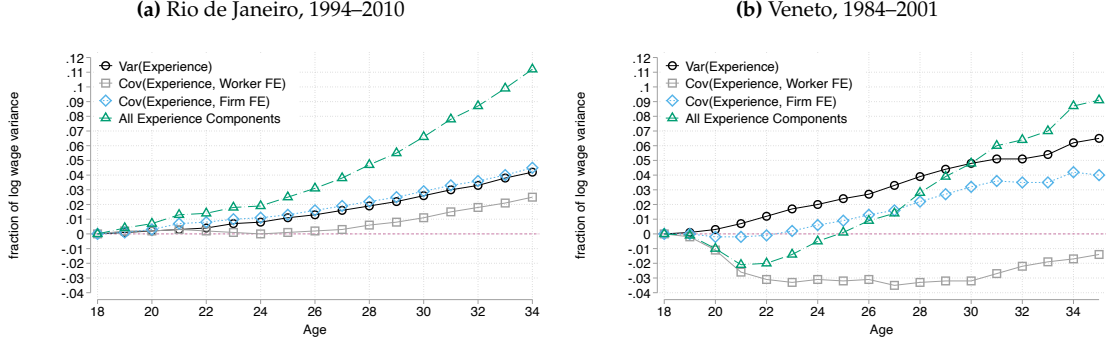 (a) Rio de Janeiro, 1994–2010
fraction of log wage variance
.12
.11
.1
.09
.08
.07
.06
.05
.04
.03
.02
.01
0
-.01
-.02
-.03
-.04
Var(Experience)
Cov(Experience, Worker FE)
Cov(Experience, Firm FE)
All Experience Components
18 20 22 24 26 28 30 32 34
Age
(b) Veneto, 1984–2001
fraction of log wage variance
.12
.11
.1
.09
.08
.07
.06
.05
.04
.03
.02
.01
0
-.01
-.02
-.03
-.04
Var(Experience)
Cov(Experience, Worker FE)
Cov(Experience, Firm FE)
All Experience Components
18 20 22 24 26 28 30 32 34
Age